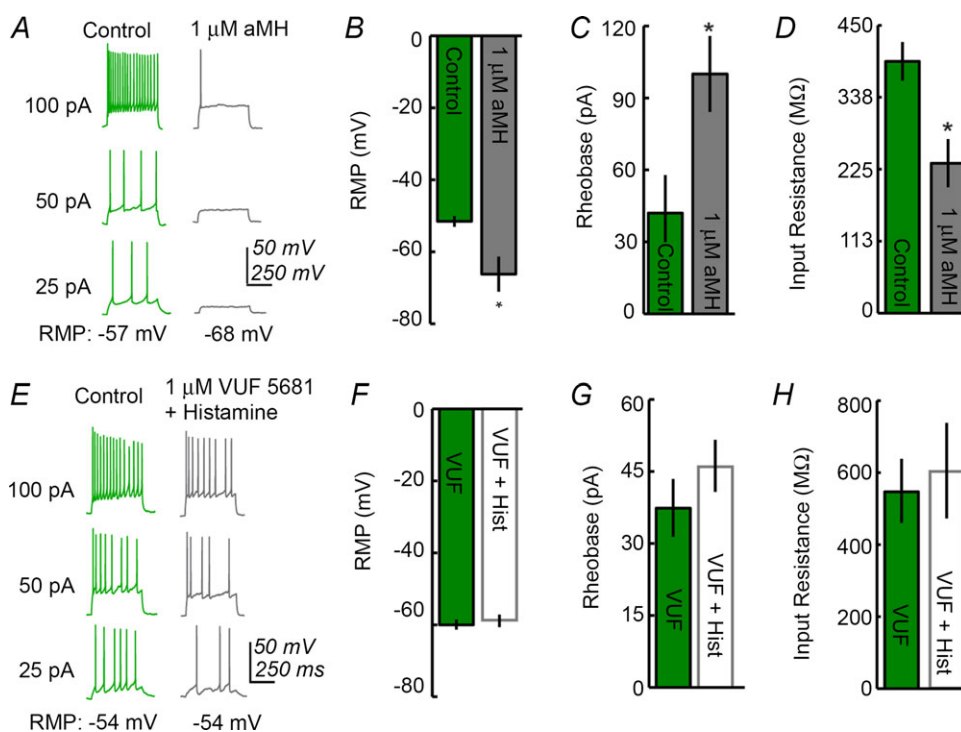 A
Control
1 μM aMH
100 pA
50 pA
25 pA
50 mV
250 mV
RMP: -57 mV
-68 mV
B
RMP (mV)
0
-20
-40
-60
-80
Control
1 μM aMH
*
C
Rheobase (pA)
120
90
60
30
0
Control
1 μM aMH
*
D
Input Resistance (MΩ)
450
338
225
113
0
Control
1 μM aMH
*
E
Control
1 μM VUF 5681
+ Histamine
100 pA
50 pA
25 pA
50 mV
250 ms
RMP: -54 mV
-54 mV
F
RMP (mV)
0
-20
-40
-60
-80
VUF
VUF + Hist
G
Rheobase (pA)
60
45
30
15
0
VUF
VUF + Hist
H
Input Resistance (MΩ)
800
600
400
200
0
VUF
VUF + Hist